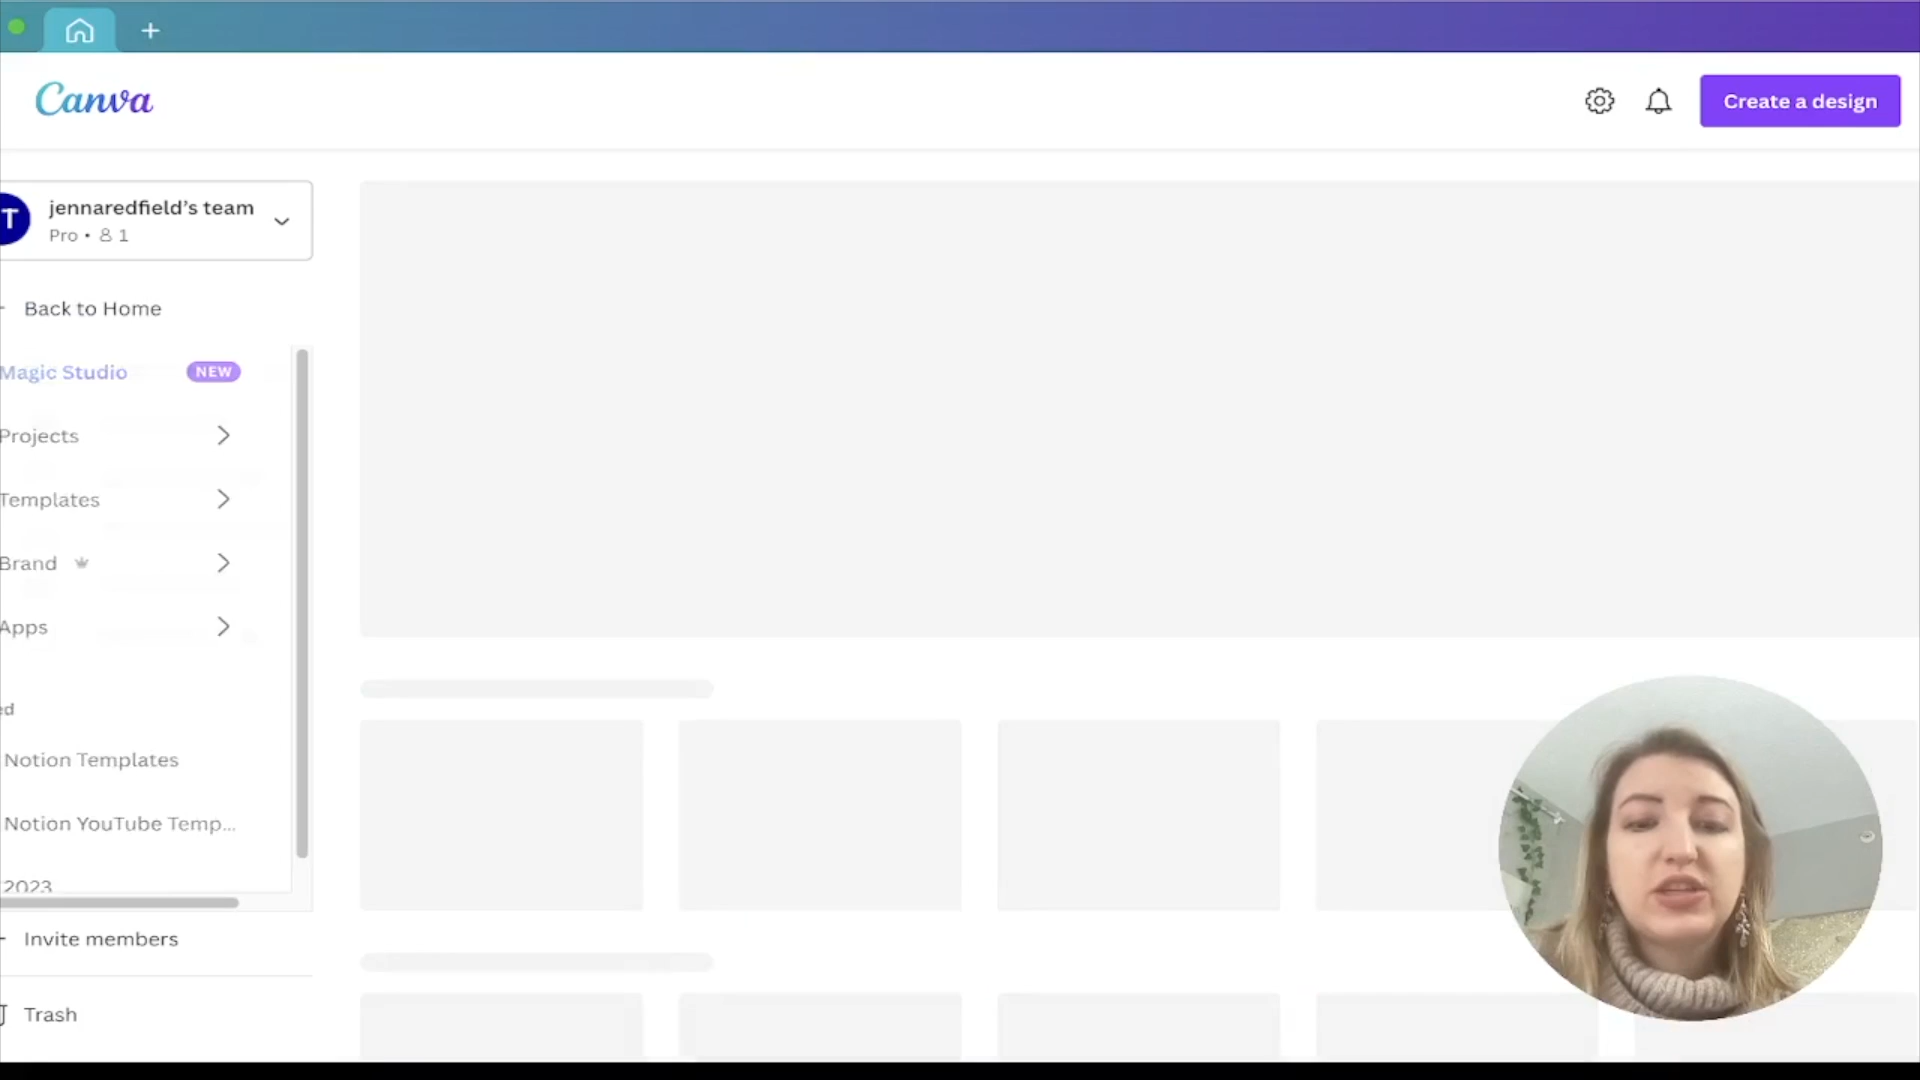 Canva
Create a design
T
jennaredfield's team
Pro • 1
Back to Home
Magic Studio
NEW
Projects
Templates
Brand
Apps
ed
Notion Templates
Notion YouTube Temp...
2023
Invite members
Trash